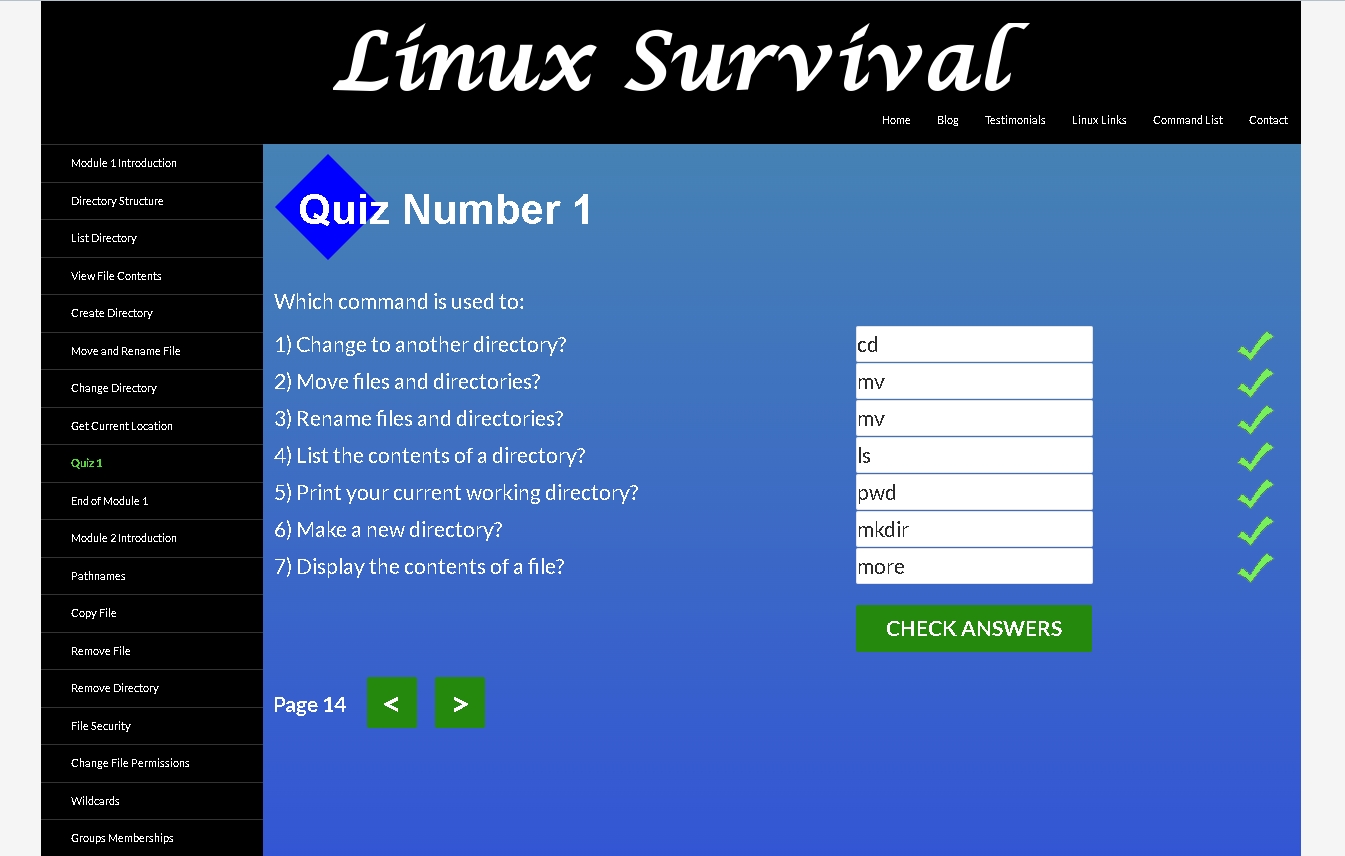 Linux Survival
Home Blog Testimonials Linux Links Command List Contact
Module 1 Introduction
Directory Structure
List Directory
View File Contents
Create Directory
Move and Rename File
Change Directory
Get Current Location
Quiz 1
End of Module 1
Module 2 Introduction
Pathnames
Copy File
Remove File
Remove Directory
File Security
Change File Permissions
Wildcards
Groups Memberships
Quiz Number 1
Which command is used to:
1) Change to another directory? cd
2) Move files and directories? mv
3) Rename files and directories? mv
4) List the contents of a directory? ls
5) Print your current working directory? pwd
6) Make a new directory? mkdir
7) Display the contents of a file? more
CHECK ANSWERS
Page 14 < >